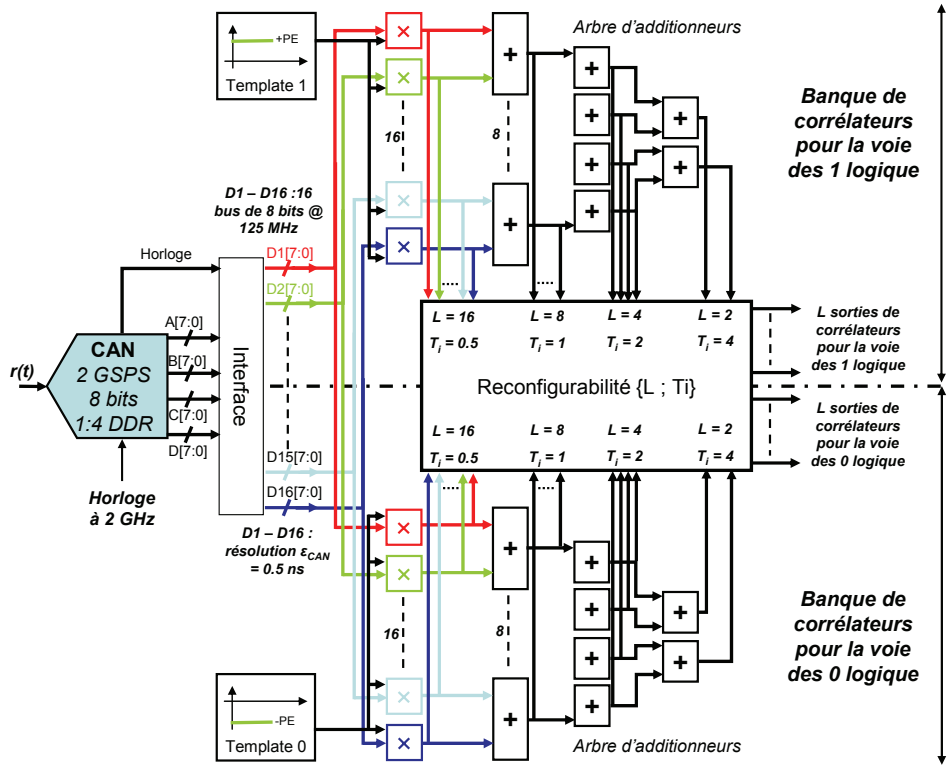 +PE
Template 1
×
×
16
×
×
+
8
+
Arbre d'additionneurs
+
+
+
+
+
+
Banque de
corrélateurs
pour la voie
des 1 logique
D1 – D16 :16
bus de 8 bits @
125 MHz
Horloge
D1[7:0]
D2[7:0]
A[7:0]
B[7:0]
C[7:0]
D[7:0]
r(t)
CAN
2 GSPS
8 bits
1:4 DDR
Interface
Horloge
à 2 GHz
D15[7:0]
D16[7:0]
D1 – D16 :
résolution εCAN
= 0.5 ns
....
....
L = 16
L = 8
L = 4
L = 2
Ti = 0.5
Ti = 1
Ti = 2
Ti = 4
Reconfigurabilité {L ; Ti}
L = 16
L = 8
L = 4
L = 2
Ti = 0.5
Ti = 1
Ti = 2
Ti = 4
....
....
L sorties de
corrélateurs
pour la voie
des 1 logique
L sorties de
corrélateurs
pour la voie
des 0 logique
×
×
16
×
×
+
8
+
+
+
+
+
+
+
Arbre d'additionneurs
Banque de
corrélateurs
pour la voie
des 0 logique
-PE
Template 0